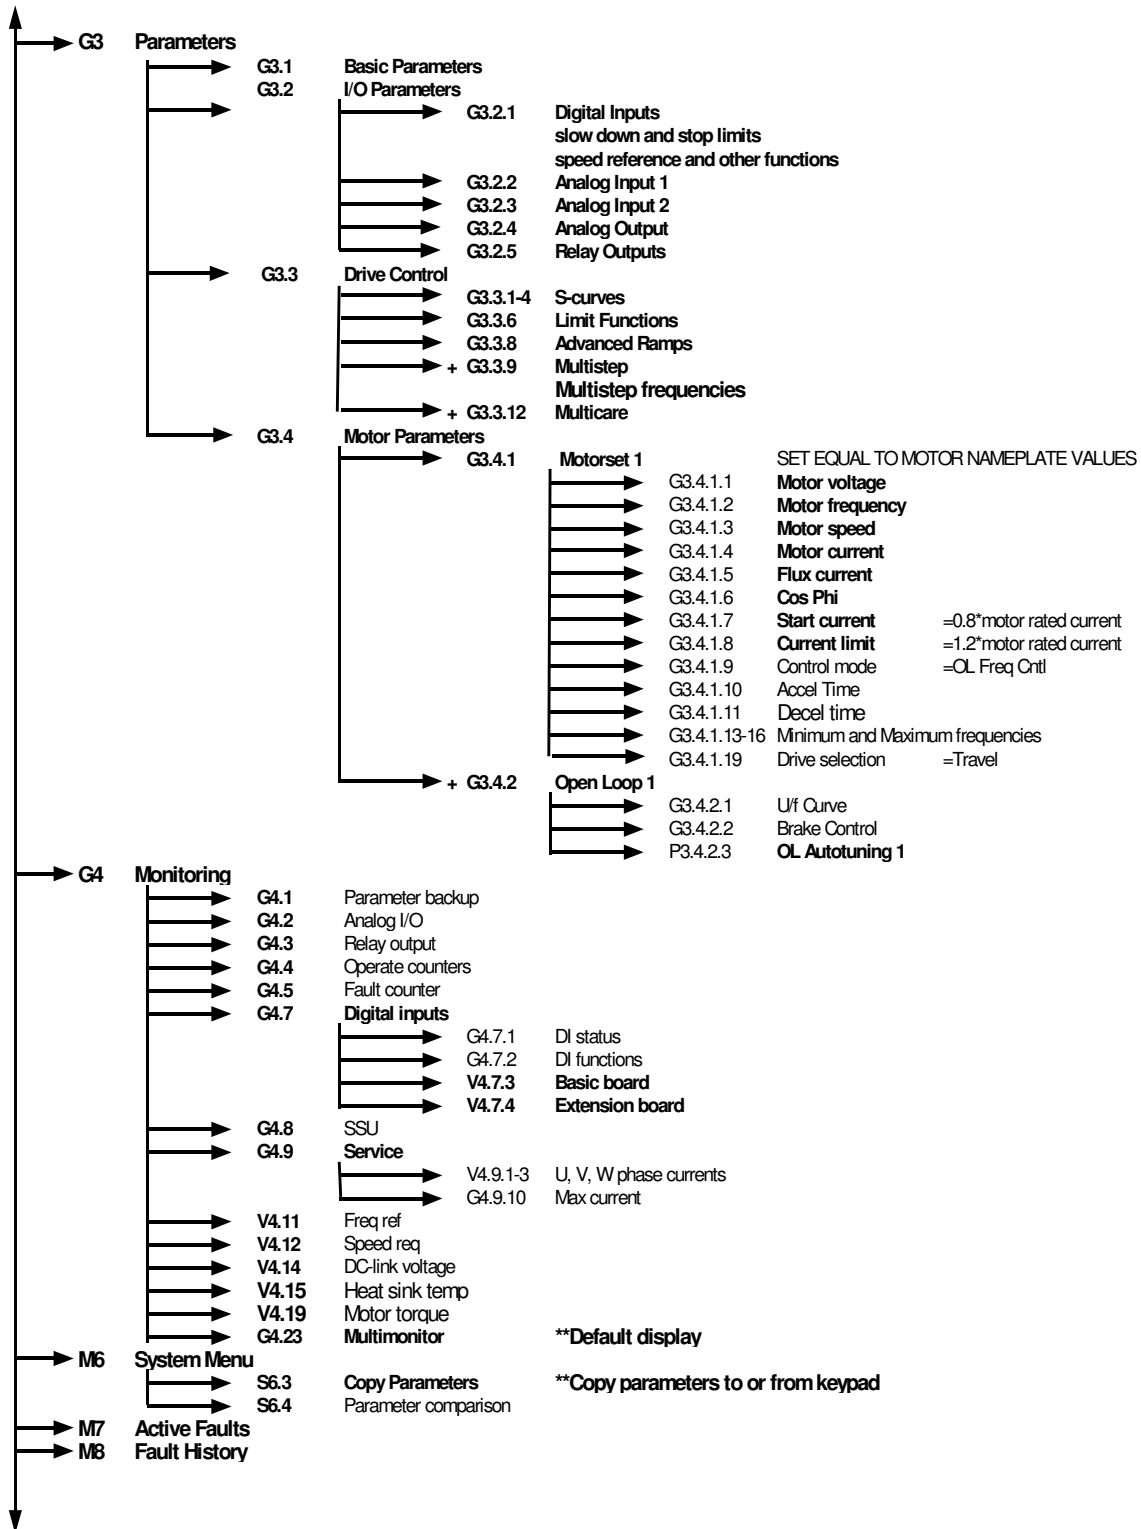 G3 Parameters
G3.1 Basic Parameters
G3.2 I/O Parameters
G3.2.1 Digital Inputs
slow down and stop limits
speed reference and other functions
G3.2.2 Analog Input 1
G3.2.3 Analog Input 2
G3.2.4 Analog Output
G3.2.5 Relay Outputs
G3.3 Drive Control
G3.3.1-4 S-curves
G3.3.6 Limit Functions
G3.3.8 Advanced Ramps
+ G3.3.9 Multistep
Multistep frequencies
+ G3.3.12 Multicare
G3.4 Motor Parameters
G3.4.1 Motorset 1 SET EQUAL TO MOTOR NAMEPLATE VALUES
G3.4.1.1 Motor voltage
G3.4.1.2 Motor frequency
G3.4.1.3 Motor speed
G3.4.1.4 Motor current
G3.4.1.5 Flux current
G3.4.1.6 Cos Phi
G3.4.1.7 Start current =0.8*motor rated current
G3.4.1.8 Current limit =1.2*motor rated current
G3.4.1.9 Control mode =OL Freq Cntl
G3.4.1.10 Accel Time
G3.4.1.11 Decel time
G3.4.1.13-16 Minimum and Maximum frequencies
G3.4.1.19 Drive selection =Travel
+ G3.4.2 Open Loop 1
G3.4.2.1 U/f Curve
G3.4.2.2 Brake Control
P3.4.2.3 OL Autotuning 1
G4 Monitoring
G4.1 Parameter backup
G4.2 Analog I/O
G4.3 Relay output
G4.4 Operate counters
G4.5 Fault counter
G4.7 Digital inputs
G4.7.1 DI status
G4.7.2 DI functions
V4.7.3 Basic board
V4.7.4 Extension board
G4.8 SSU
G4.9 Service
V4.9.1-3 U, V, W phase currents
G4.9.10 Max current
V4.11 Freq ref
V4.12 Speed req
V4.14 DC-link voltage
V4.15 Heat sink temp
V4.19 Motor torque
G4.23 Multimonitor **Default display
M6 System Menu
S6.3 Copy Parameters **Copy parameters to or from keypad
S6.4 Parameter comparison
M7 Active Faults
M8 Fault History